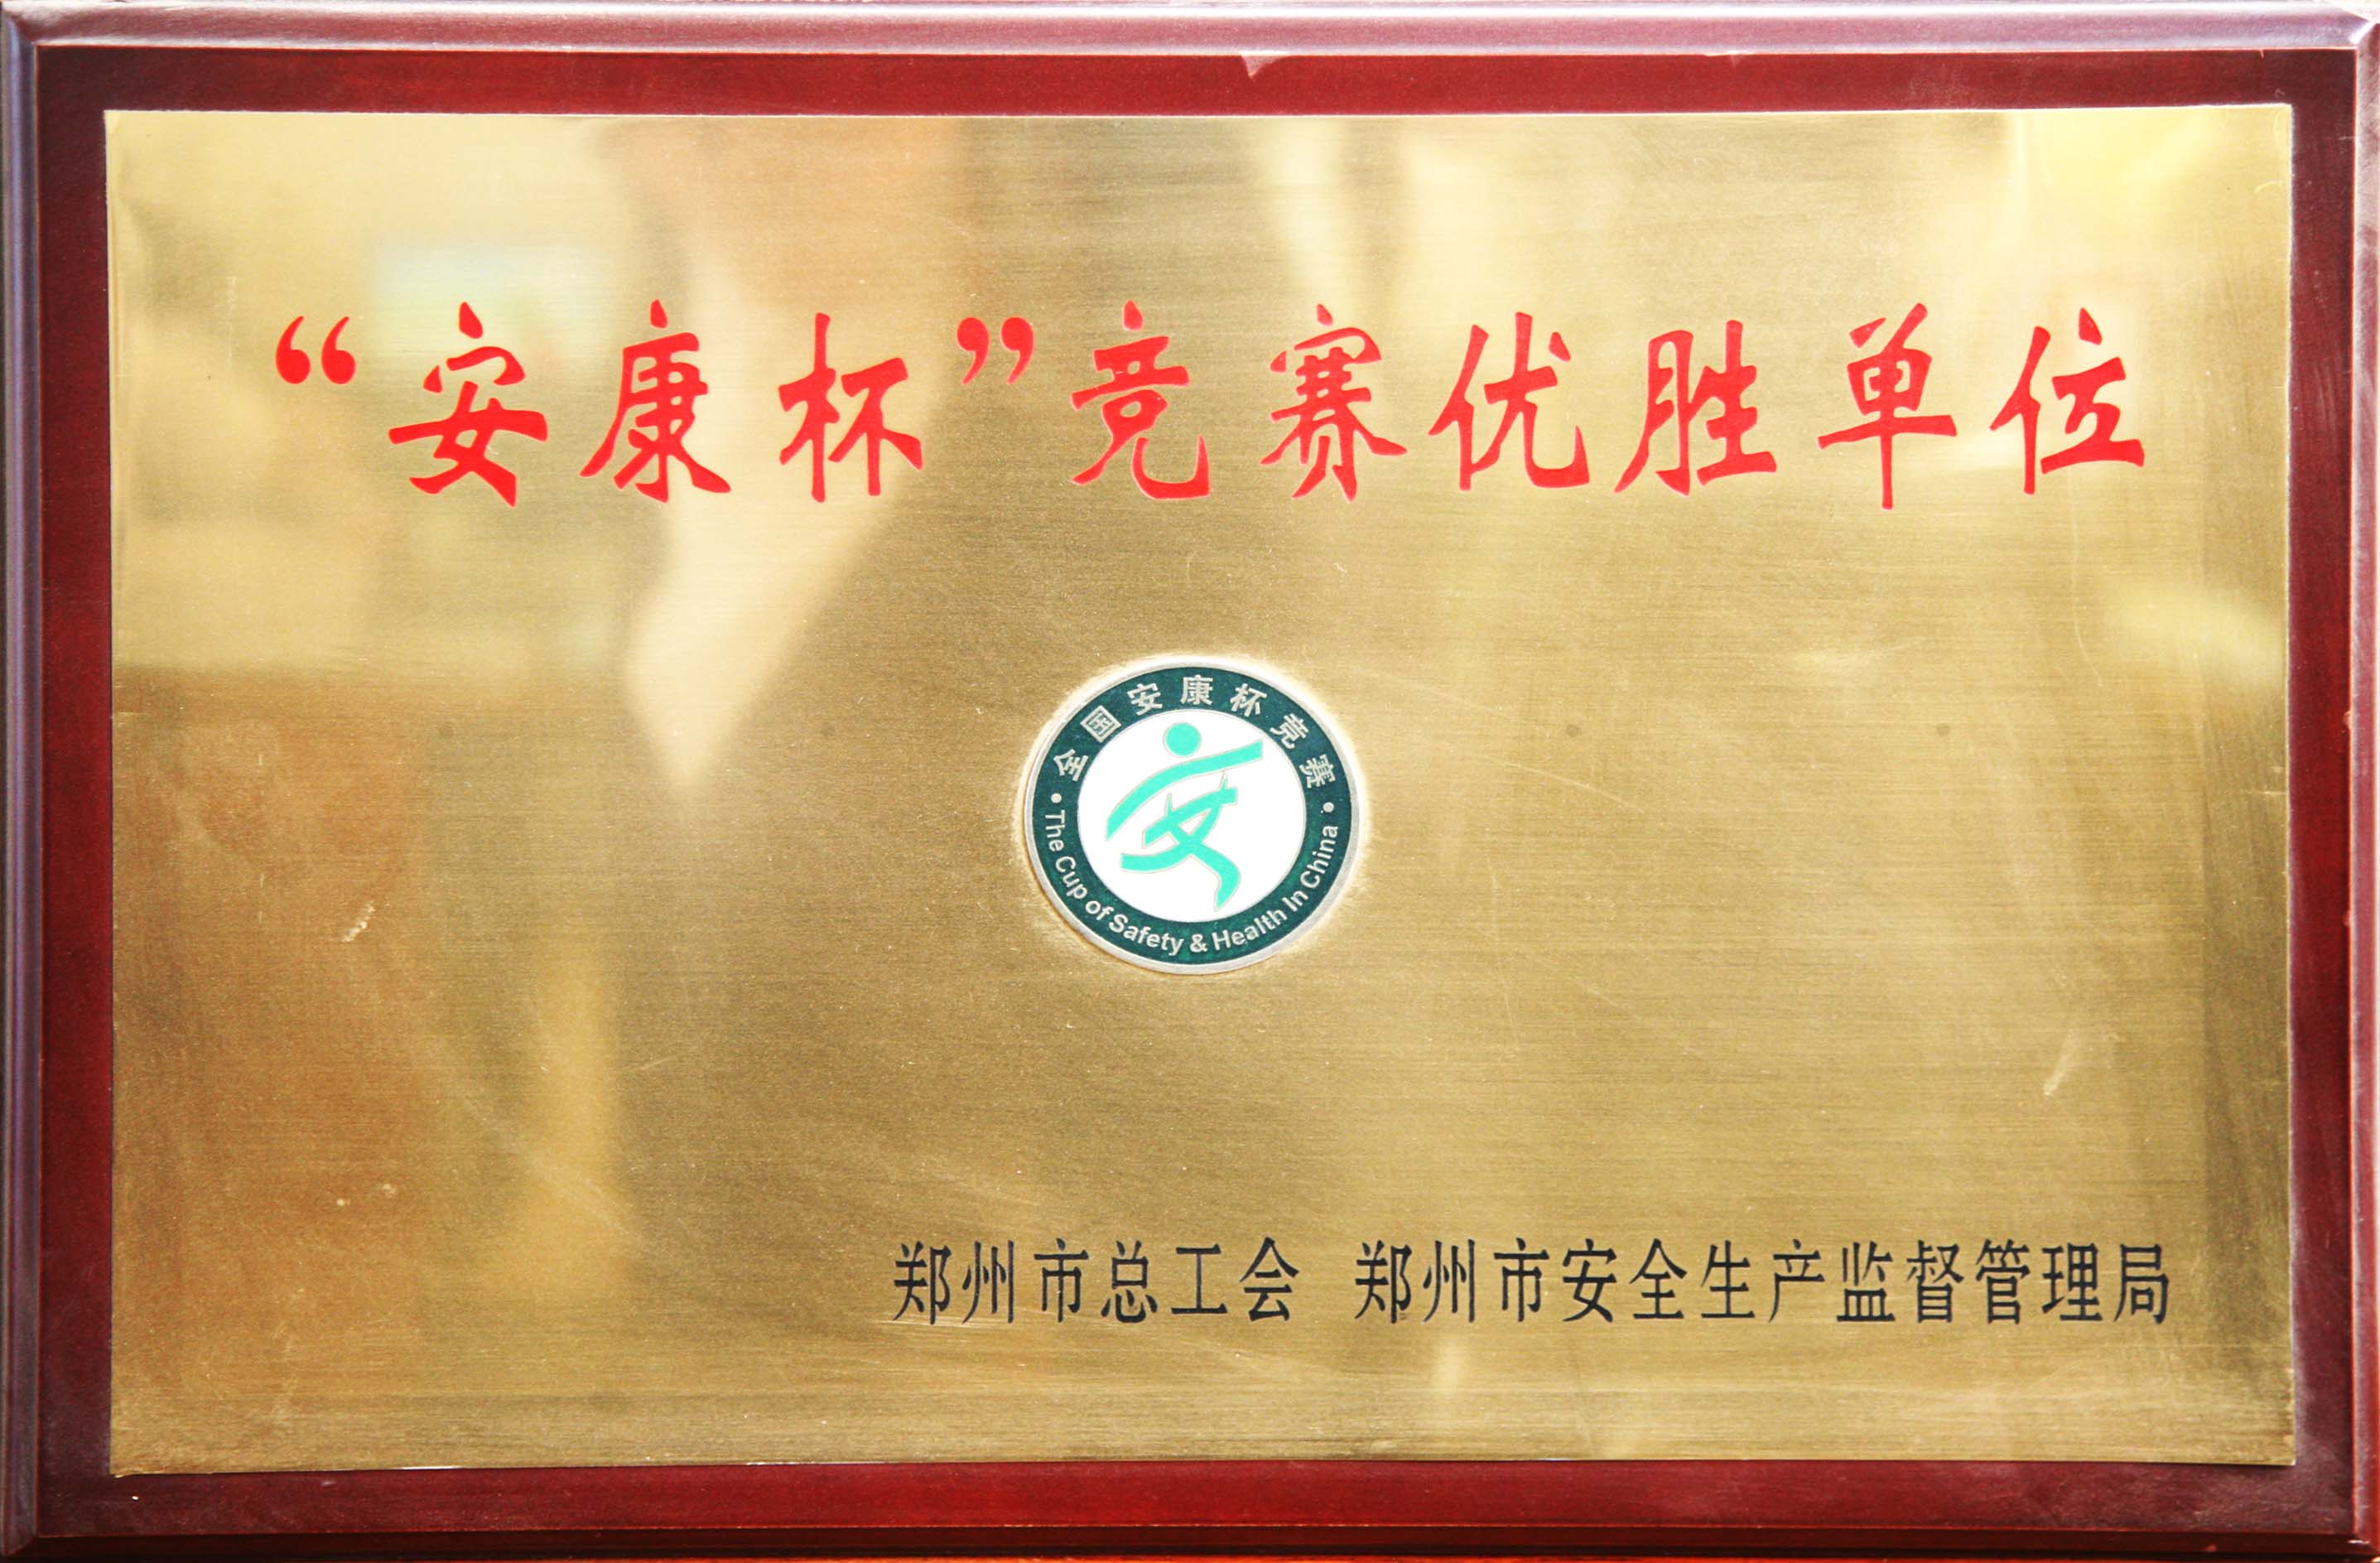 “安康杯”竞赛优胜单位
全国安康杯竞赛
The Cup of Safety & Health In China
郑州市总工会 郑州市安全生产监督管理局